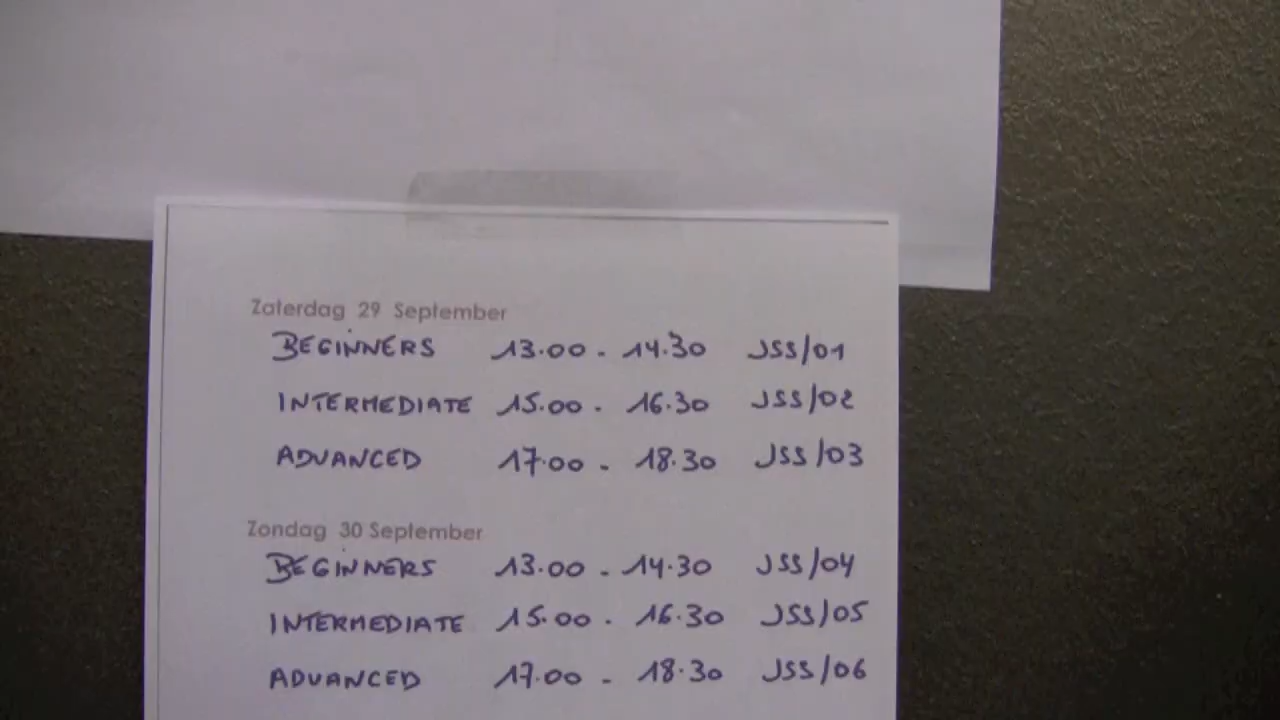 Zaterdag 29 September
BEGINNERS 13.00 - 14.30 JSS/01
INTERMEDIATE 15.00 - 16.30 JSS/02
ADVANCED 17.00 - 18.30 JSS/03
Zondag 30 September
BEGINNERS 13.00 - 14.30 JSS/04
INTERMEDIATE 15.00 - 16.30 JSS/05
ADVANCED 17.00 - 18.30 JSS/06